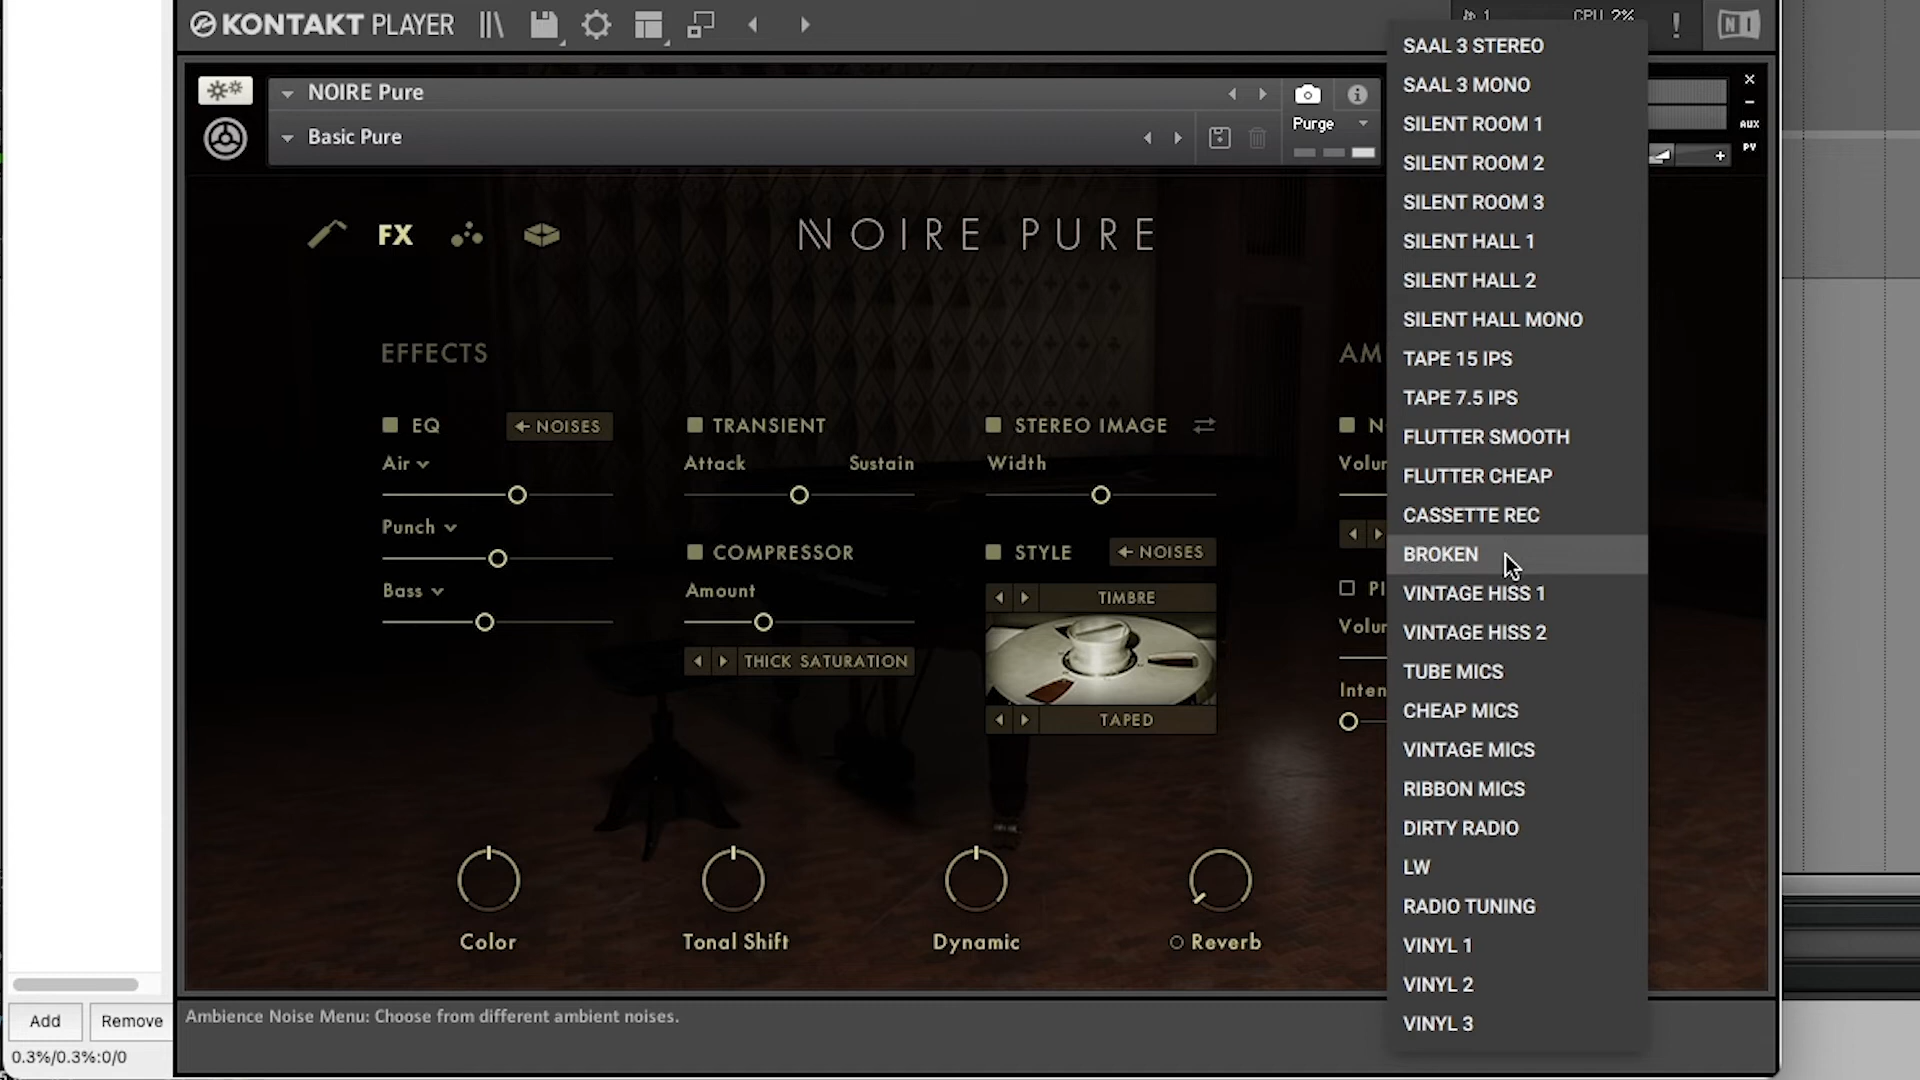 KONTAKT PLAYER
1
CPU 2%
!
NI
NOIRE Pure
Purge
AUX
PV
Basic Pure
FX
NOIRE PURE
EFFECTS
EQ
← NOISES
Air
Punch
Bass
TRANSIENT
Attack
Sustain
COMPRESSOR
Amount
THICK SATURATION
STEREO IMAGE
Width
STYLE
← NOISES
TIMBRE
TAPED
Color
Tonal Shift
Dynamic
Reverb
SAAL 3 STEREO
SAAL 3 MONO
SILENT ROOM 1
SILENT ROOM 2
SILENT ROOM 3
SILENT HALL 1
SILENT HALL 2
SILENT HALL MONO
TAPE 15 IPS
TAPE 7.5 IPS
FLUTTER SMOOTH
FLUTTER CHEAP
CASSETTE REC
BROKEN
VINTAGE HISS 1
VINTAGE HISS 2
TUBE MICS
CHEAP MICS
VINTAGE MICS
RIBBON MICS
DIRTY RADIO
LW
RADIO TUNING
VINYL 1
VINYL 2
VINYL 3
Add
Remove
0.3%/0.3%:0/0
Ambience Noise Menu: Choose from different ambient noises.